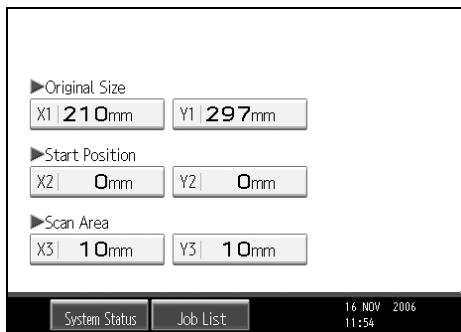 ▶Original Size
X1 210mm Y1 297mm
▶Start Position
X2 0mm Y2 0mm
▶Scan Area
X3 10mm Y3 10mm
16 NOV 2006
System Status Job List 11:54